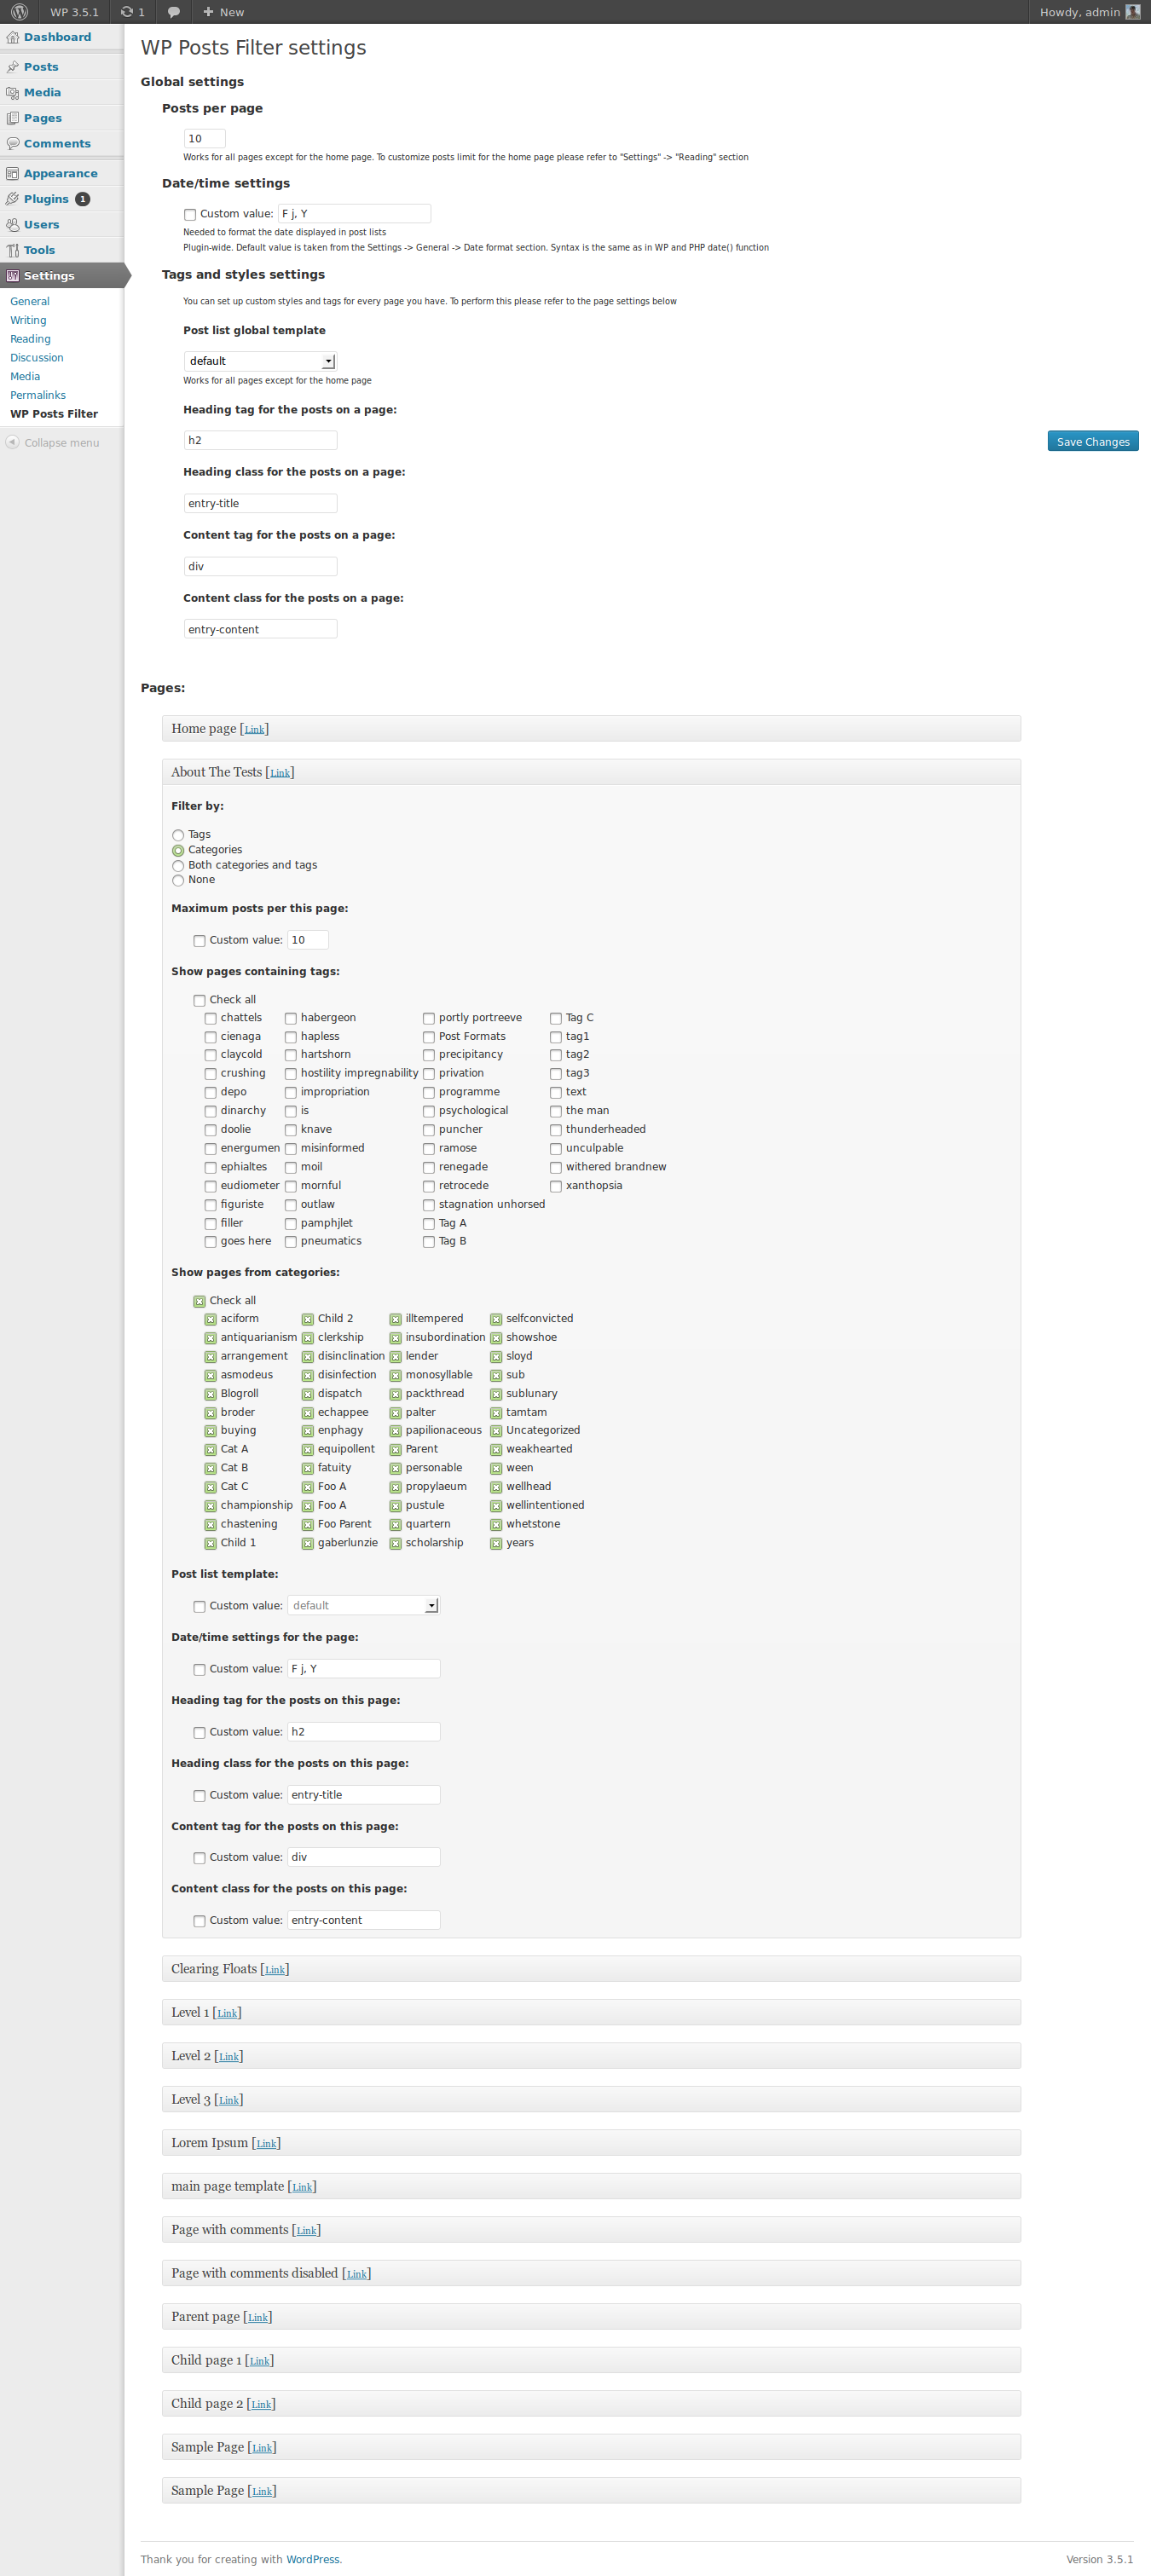 WP 3.5.1 1 New Howdy, admin
Dashboard
Posts
Media
Pages
Comments
Appearance
Plugins 1
Users
Tools
Settings
General
Writing
Reading
Discussion
Media
Permalinks
WP Posts Filter
Collapse menu
WP Posts Filter settings
Global settings
Posts per page
10
Works for all pages except for the home page. To customize posts limit for the home page please refer to "Settings" -> "Reading" section
Date/time settings
Custom value: F j, Y
Needed to format the date displayed in post lists
Plugin-wide. Default value is taken from the Settings -> General -> Date format section. Syntax is the same as in WP and PHP date() function
Tags and styles settings
You can set up custom styles and tags for every page you have. To perform this please refer to the page settings below
Post list global template
default
Works for all pages except for the home page
Heading tag for the posts on a page:
h2
Save Changes
Heading class for the posts on a page:
entry-title
Content tag for the posts on a page:
div
Content class for the posts on a page:
entry-content
Pages:
Home page [Link]
About The Tests [Link]
Filter by:
Tags
Categories
Both categories and tags
None
Maximum posts per this page:
Custom value: 10
Show pages containing tags:
Check all
chattels habergeon portly portreeve Tag C
cienaga hapless Post Formats tag1
claycold hartshorn precipitancy tag2
crushing hostility impregnability privation tag3
depo impropriation programme text
dinarchy is psychological the man
doolie knave puncher thunderheaded
energumen misinformed ramose unculpable
ephialtes moil renegade withered brandnew
eudiometer mornful retrocede xanthopsia
figuriste outlaw stagnation unhorsed
filler pamphjlet Tag A
goes here pneumatics Tag B
Show pages from categories:
Check all
aciform Child 2 illtempered selfconvicted
antiquarianism clerkship insubordination showshoe
arrangement disinclination lender sloyd
asmodeus disinfection monosyllable sub
Blogroll dispatch packthread sublunary
broder echappee palter tamtam
buying enphagy papilionaceous Uncategorized
Cat A equipollent Parent weakhearted
Cat B fatuity personable ween
Cat C Foo A propylaeum wellhead
championship Foo A pustule wellintentioned
chastening Foo Parent quartern whetstone
Child 1 gaberlunzie scholarship years
Post list template:
Custom value: default
Date/time settings for the page:
Custom value: F j, Y
Heading tag for the posts on this page:
Custom value: h2
Heading class for the posts on this page:
Custom value: entry-title
Content tag for the posts on this page:
Custom value: div
Content class for the posts on this page:
Custom value: entry-content
Clearing Floats [Link]
Level 1 [Link]
Level 2 [Link]
Level 3 [Link]
Lorem Ipsum [Link]
main page template [Link]
Page with comments [Link]
Page with comments disabled [Link]
Parent page [Link]
Child page 1 [Link]
Child page 2 [Link]
Sample Page [Link]
Sample Page [Link]
Thank you for creating with WordPress. Version 3.5.1